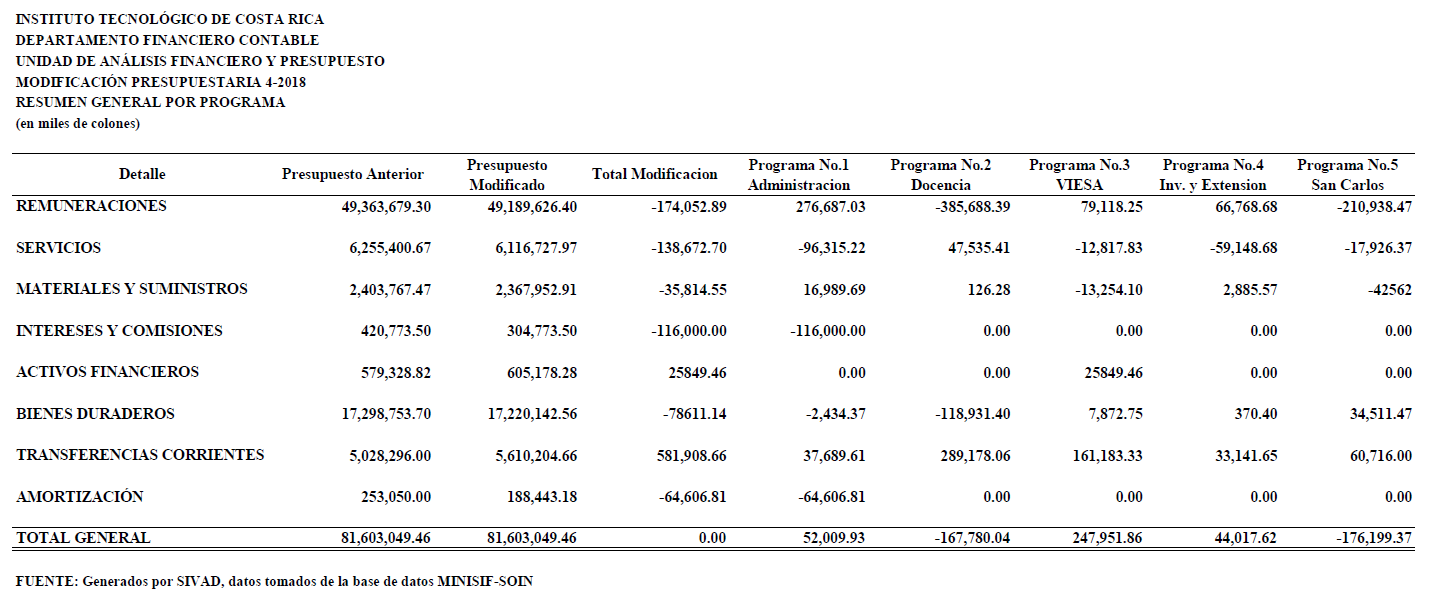 INSTITUTO TECNOLÓGICO DE COSTA RICA
DEPARTAMENTO FINANCIERO CONTABLE
UNIDAD DE ANÁLISIS FINANCIERO Y PRESUPUESTO
MODIFICACIÓN PRESUPUESTARIA 4-2018
RESUMEN GENERAL POR PROGRAMA
(en miles de colones)
Detalle Presupuesto Anterior Presupuesto Modificado Total Modificacion Programa No.1 Administracion Programa No.2 Docencia Programa No.3 VIESA Programa No.4 Inv. y Extension Programa No.5 San Carlos
REMUNERACIONES 49,363,679.30 49,189,626.40 -174,052.89 276,687.03 -385,688.39 79,118.25 66,768.68 -210,938.47
SERVICIOS 6,255,400.67 6,116,727.97 -138,672.70 -96,315.22 47,535.41 -12,817.83 -59,148.68 -17,926.37
MATERIALES Y SUMINISTROS 2,403,767.47 2,367,952.91 -35,814.55 16,989.69 126.28 -13,254.10 2,885.57 -42562
INTERESES Y COMISIONES 420,773.50 304,773.50 -116,000.00 -116,000.00 0.00 0.00 0.00 0.00
ACTIVOS FINANCIEROS 579,328.82 605,178.28 25849.46 0.00 0.00 25849.46 0.00 0.00
BIENES DURADEROS 17,298,753.70 17,220,142.56 -78611.14 -2,434.37 -118,931.40 7,872.75 370.40 34,511.47
TRANSFERENCIAS CORRIENTES 5,028,296.00 5,610,204.66 581,908.66 37,689.61 289,178.06 161,183.33 33,141.65 60,716.00
AMORTIZACIÓN 253,050.00 188,443.18 -64,606.81 -64,606.81 0.00 0.00 0.00 0.00
TOTAL GENERAL 81,603,049.46 81,603,049.46 0.00 52,009.93 -167,780.04 247,951.86 44,017.62 -176,199.37
FUENTE: Generados por SIVAD, datos tomados de la base de datos MINISIF-SOIN